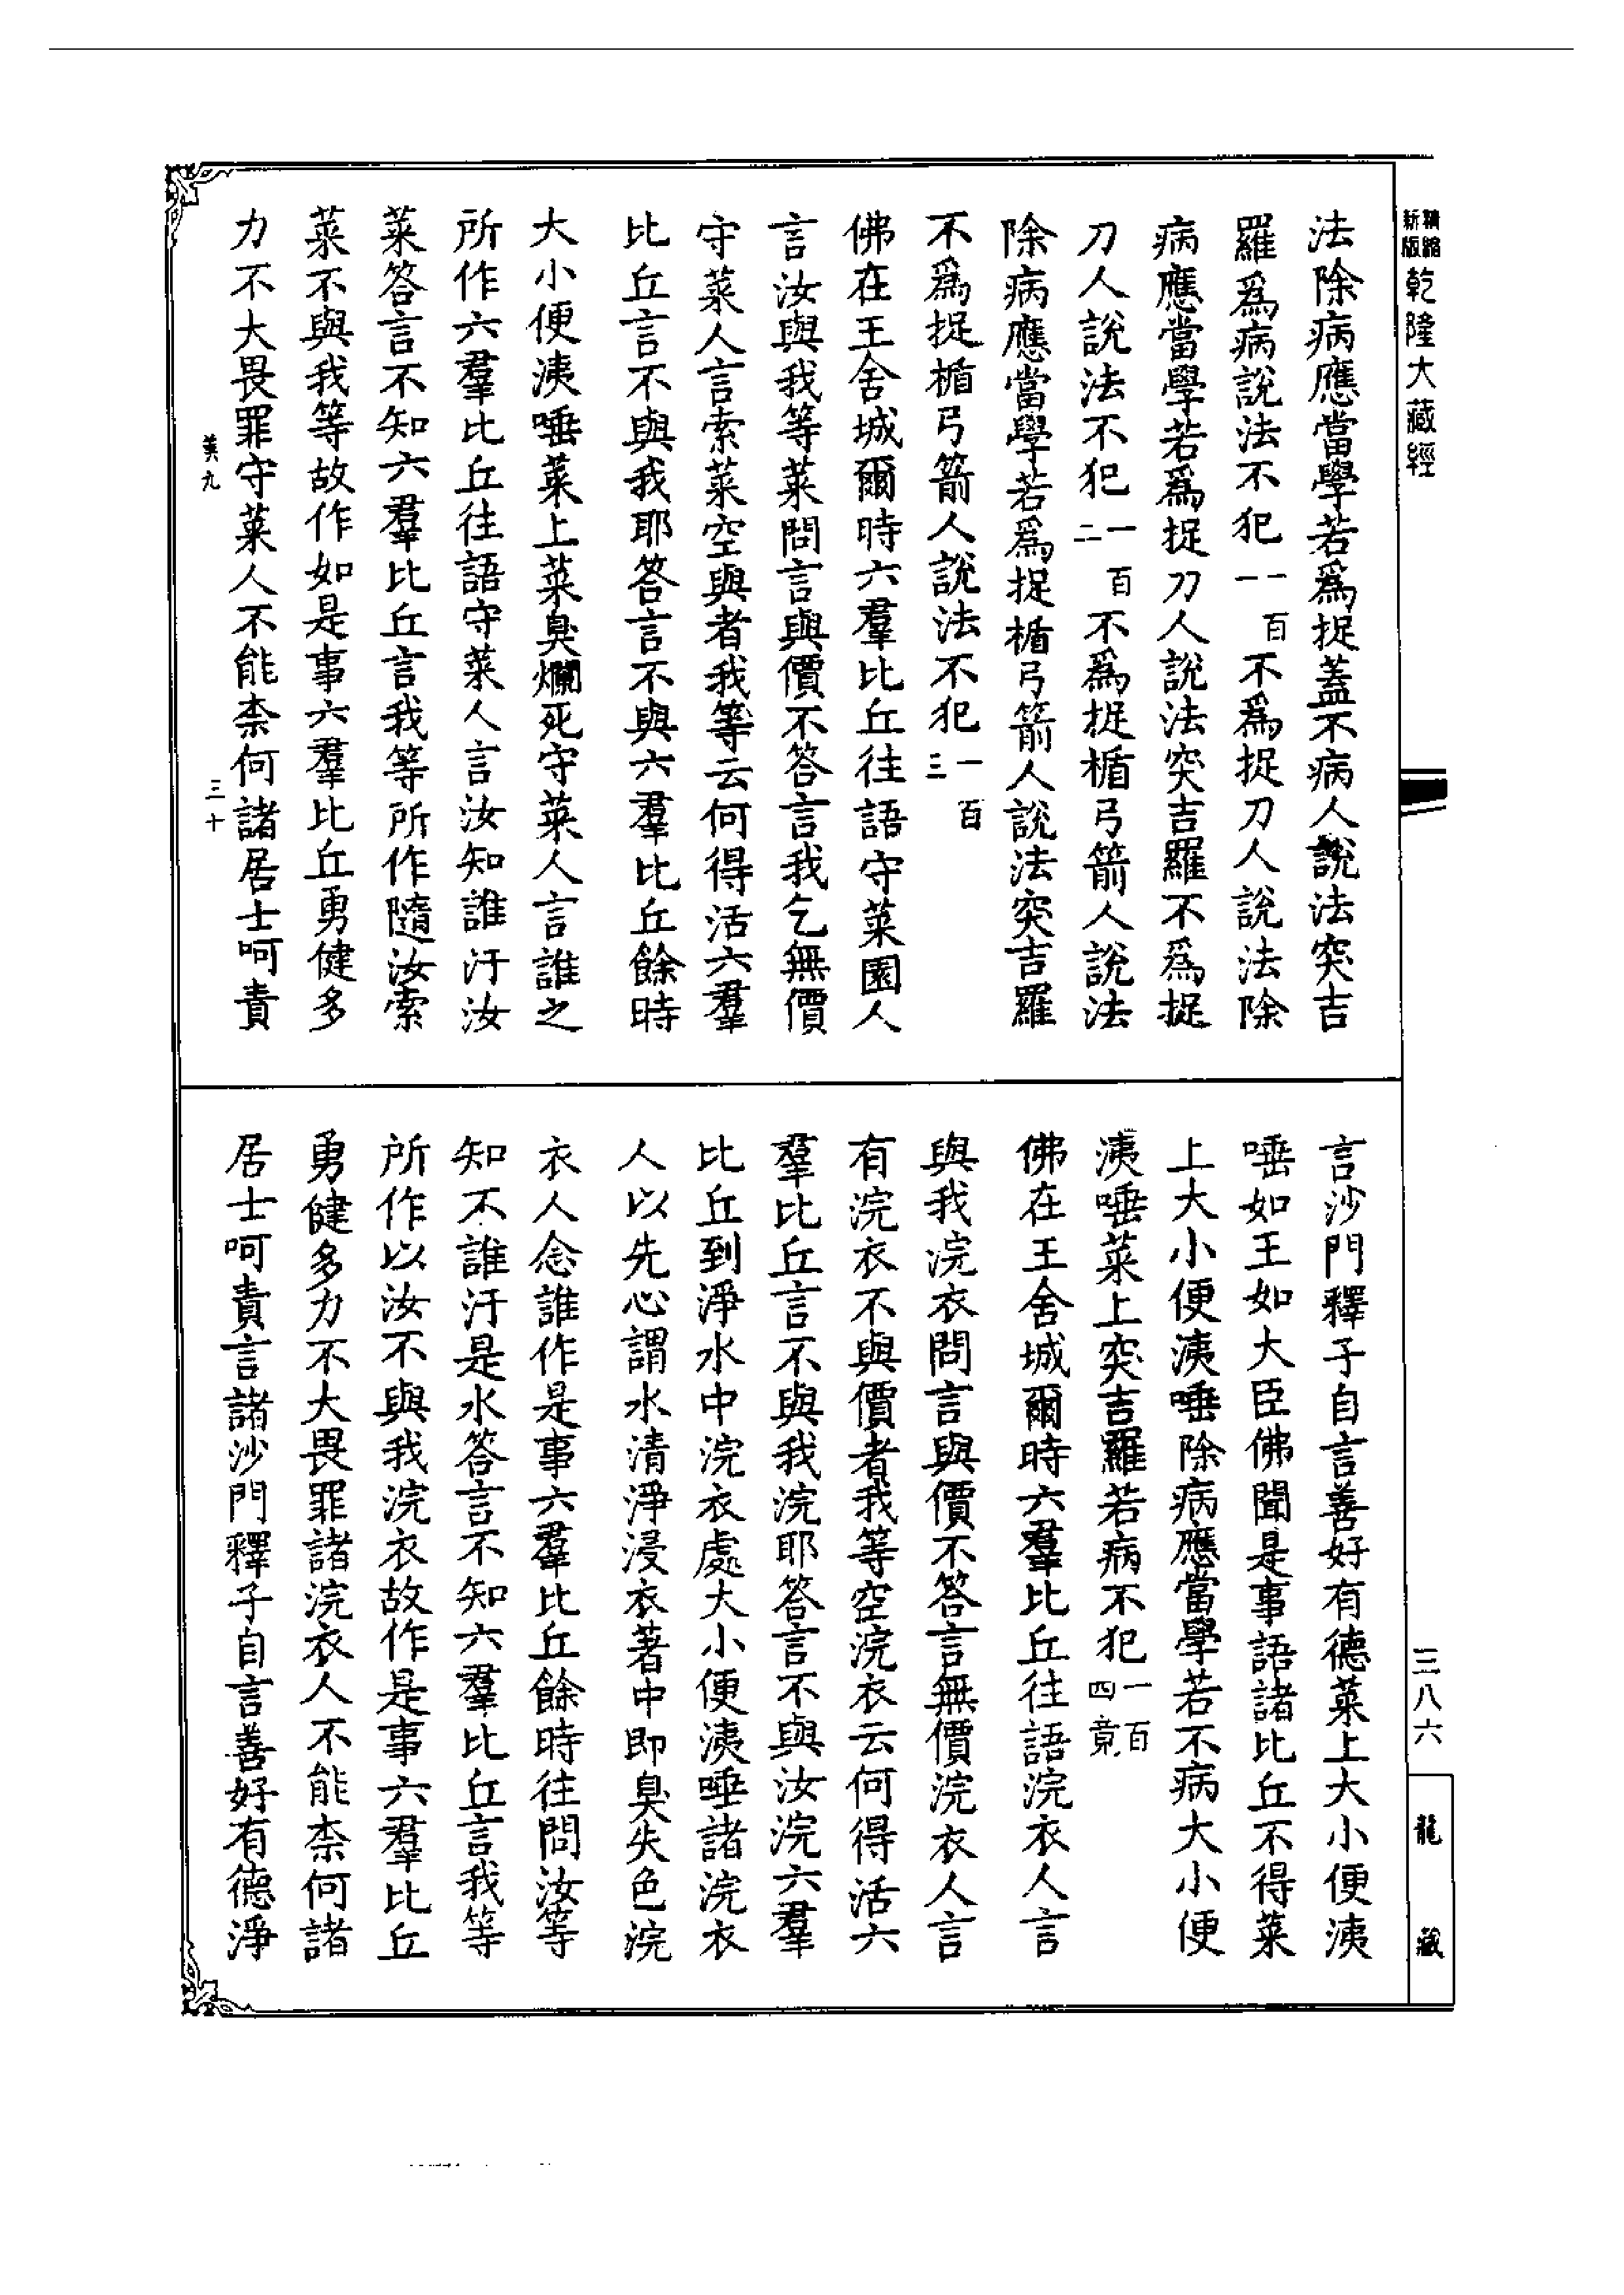 精縮新版乾隆大藏經
法除病應當學若爲捉蓋不病人說法突吉
羅爲病說法不犯一百一不爲捉刀人說法除
病應當學若爲捉刀人說法突吉羅不爲捉
刀人說法不犯一百二不爲捉楯弓箭人說法
除病應當學若爲捉楯弓箭人說法突吉羅
不爲捉楯弓箭人說法不犯一百三
佛在王舍城爾時六羣比丘往語守菜園人
言汝與我等菜問言與價不答言我乞無價
守菜人言索菜空與者我等云何得活六羣
比丘言不與我耶答言不與六羣比丘餘時
大小便洟唾菜上菜臭爛死守菜人言誰之
所作六羣比丘往語守菜人言汝知誰汙汝
菜答言不知六羣比丘言我等所作隨汝索
菜不與我等故作如是事六羣比丘勇健多
力不大畏罪守菜人不能柰何諸居士呵責
美九 三十
言沙門釋子自言善好有德菜上大小便洟
唾如王如大臣佛聞是事語諸比丘不得菜
上大小便洟唾除病應當學若不病大小便
洟唾菜上突吉羅若病不犯一百四竟
佛在王舍城爾時六羣比丘往語浣衣人言
與我浣衣問言與價不答言無價浣衣人言
有浣衣不與價者我等空浣衣云何得活六
羣比丘言不與我浣耶答言不與汝浣六羣
比丘到淨水中浣衣處大小便洟唾諸浣衣
人以先心謂水清淨浸衣著中即臭失色浣
衣人念誰作是事六羣比丘餘時往問汝等
知不誰汙是水答言不知六羣比丘言我等
所作以汝不與我浣衣故作是事六羣比丘
勇健多力不大畏罪諸浣衣人不能柰何諸
居士呵責言諸沙門釋子自言善好有德淨
三八六
龍藏